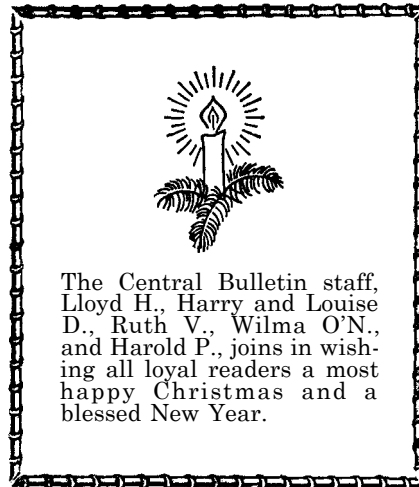 The Central Bulletin staff,
Lloyd H., Harry and Louise
D., Ruth V., Wilma O'N.,
and Harold P., joins in wish-
ing all loyal readers a most
happy Christmas and a
blessed New Year.